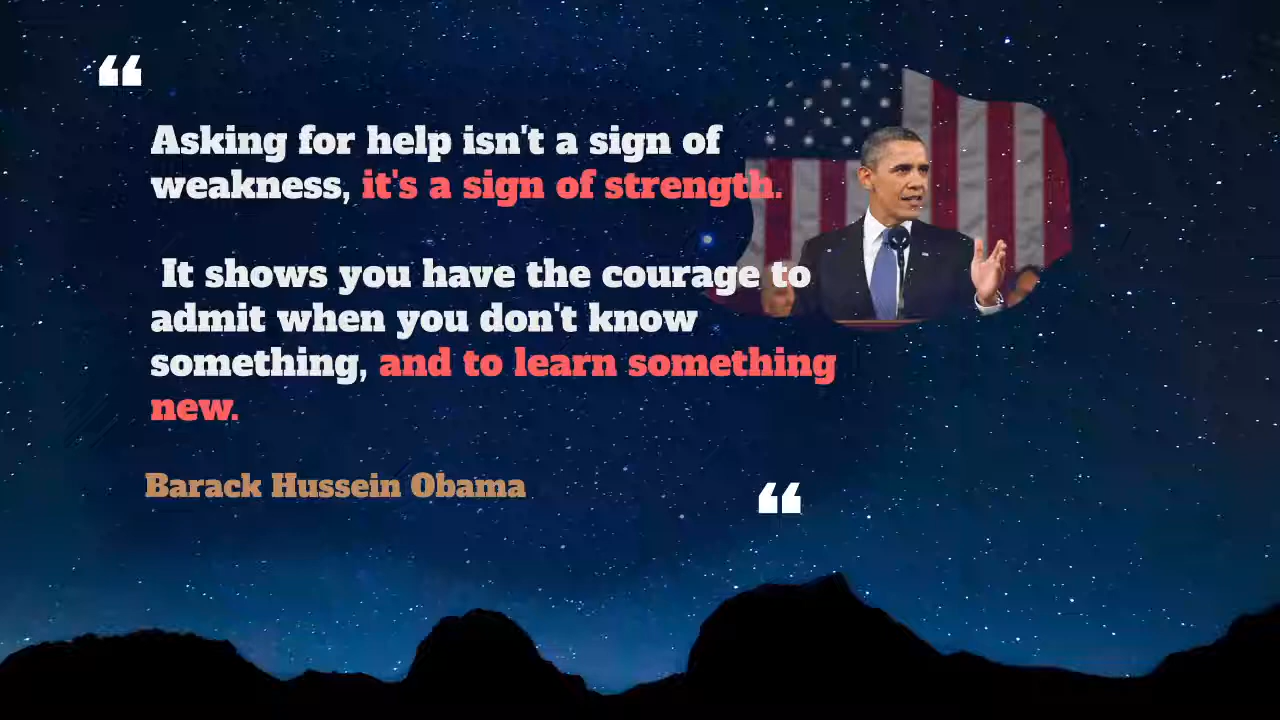 ❝
Asking for help isn't a sign of
weakness, it's a sign of strength.
It shows you have the courage to
admit when you don't know
something, and to learn something
new.
Barack Hussein Obama
❝